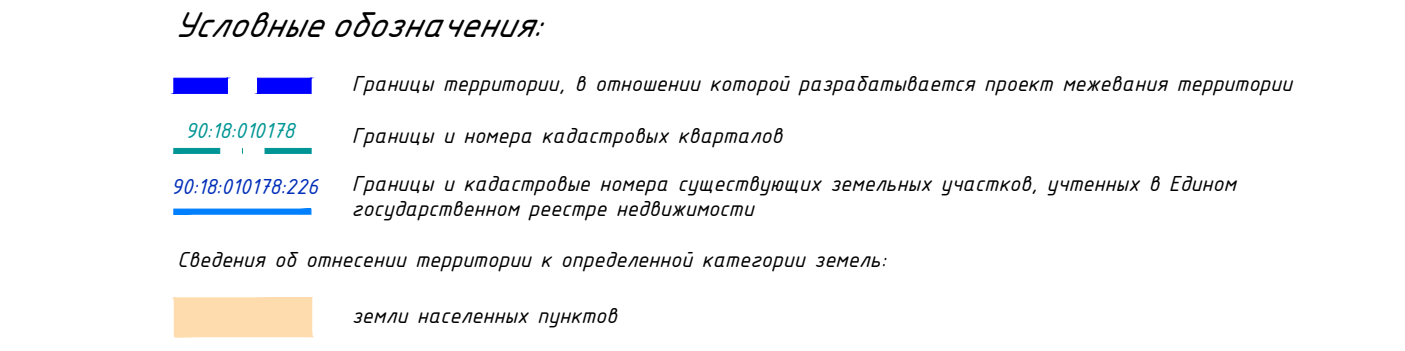 Условные обозначения:
Границы территории, в отношении которой разрабатывается проект межевания территории
90:18:010178
Границы и номера кадастровых кварталов
90:18:010178:226
Границы и кадастровые номера существующих земельных участков, учтенных в Едином
государственном реестре недвижимости
Сведения об отнесении территории к определенной категории земель:
земли населенных пунктов